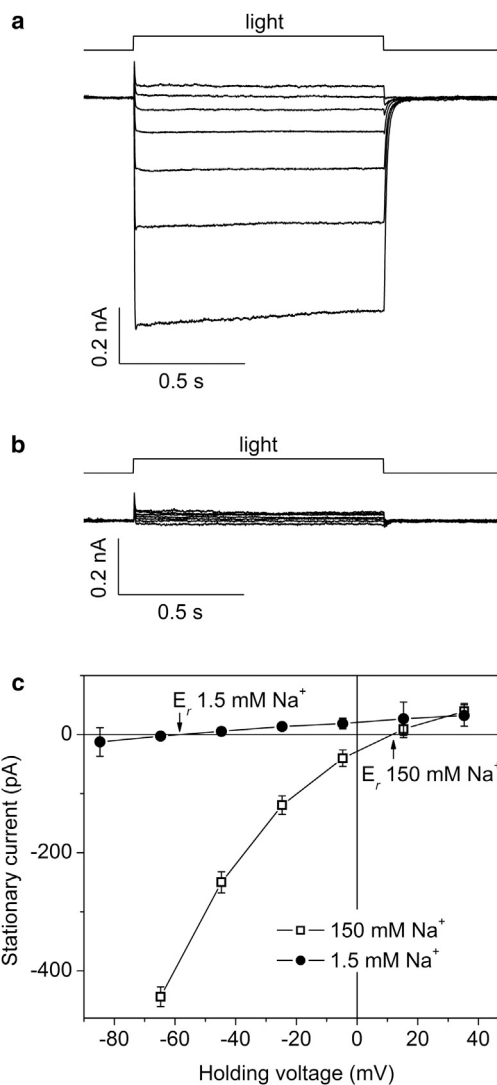 a
light
0.2 nA
0.5 s
b
light
0.2 nA
0.5 s
c
E_r 1.5 mM Na⁺
E_r 150 mM Na⁺
150 mM Na⁺
1.5 mM Na⁺
Stationary current (pA)
0
-200
-400
-80 -60 -40 -20 0 20 40
Holding voltage (mV)